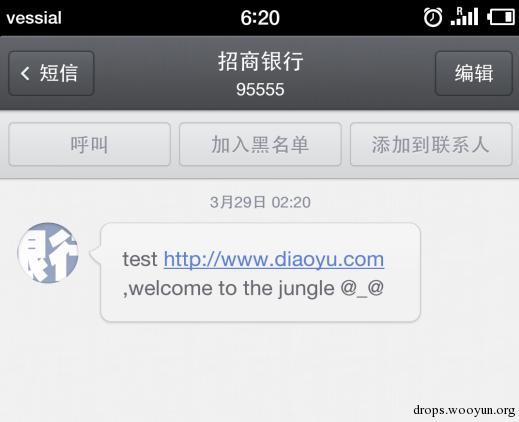 vessial 6:20 R
短信 招商银行 编辑
95555
呼叫 加入黑名单 添加到联系人
3月29日 02:20
test http://www.diaoyu.com
,welcome to the jungle @_@
drops.wooyun.org